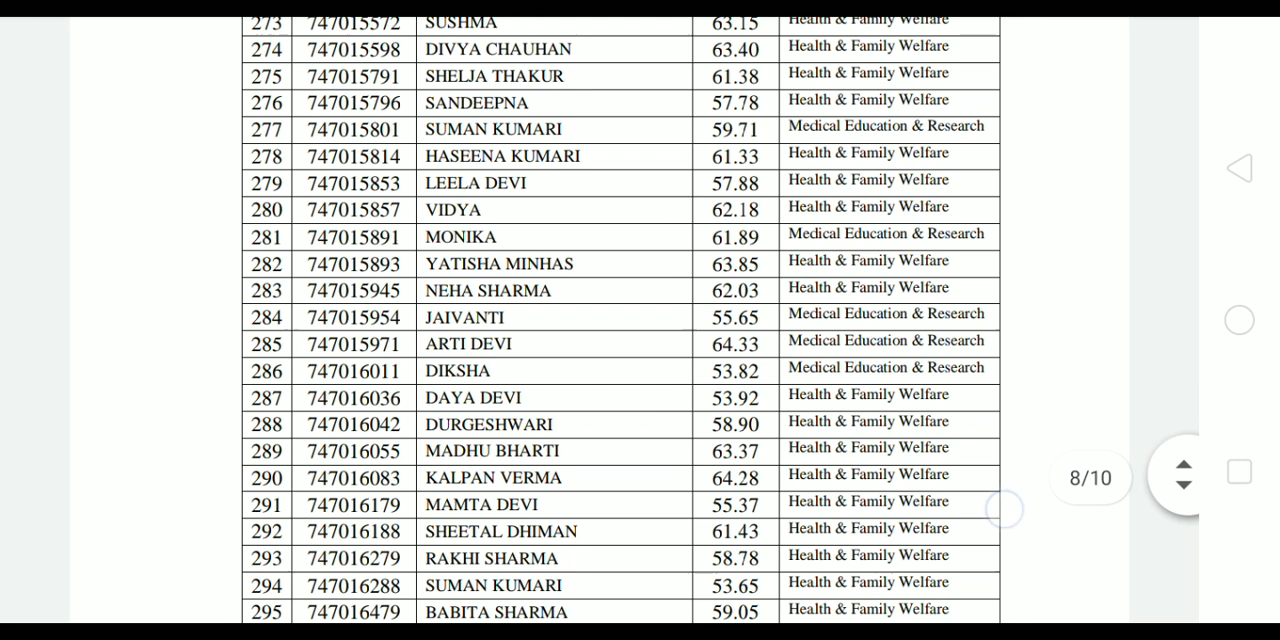 273 747015572 SUSHMA 63.15 Health & Family Welfare
274 747015598 DIVYA CHAUHAN 63.40 Health & Family Welfare
275 747015791 SHELJA THAKUR 61.38 Health & Family Welfare
276 747015796 SANDEEPNA 57.78 Health & Family Welfare
277 747015801 SUMAN KUMARI 59.71 Medical Education & Research
278 747015814 HASEENA KUMARI 61.33 Health & Family Welfare
279 747015853 LEELA DEVI 57.88 Health & Family Welfare
280 747015857 VIDYA 62.18 Health & Family Welfare
281 747015891 MONIKA 61.89 Medical Education & Research
282 747015893 YATISHA MINHAS 63.85 Health & Family Welfare
283 747015945 NEHA SHARMA 62.03 Health & Family Welfare
284 747015954 JAIVANTI 55.65 Medical Education & Research
285 747015971 ARTI DEVI 64.33 Medical Education & Research
286 747016011 DIKSHA 53.82 Medical Education & Research
287 747016036 DAYA DEVI 53.92 Health & Family Welfare
288 747016042 DURGESHWARI 58.90 Health & Family Welfare
289 747016055 MADHU BHARTI 63.37 Health & Family Welfare
290 747016083 KALPAN VERMA 64.28 Health & Family Welfare
291 747016179 MAMTA DEVI 55.37 Health & Family Welfare
292 747016188 SHEETAL DHIMAN 61.43 Health & Family Welfare
293 747016279 RAKHI SHARMA 58.78 Health & Family Welfare
294 747016288 SUMAN KUMARI 53.65 Health & Family Welfare
295 747016479 BABITA SHARMA 59.05 Health & Family Welfare
8/10